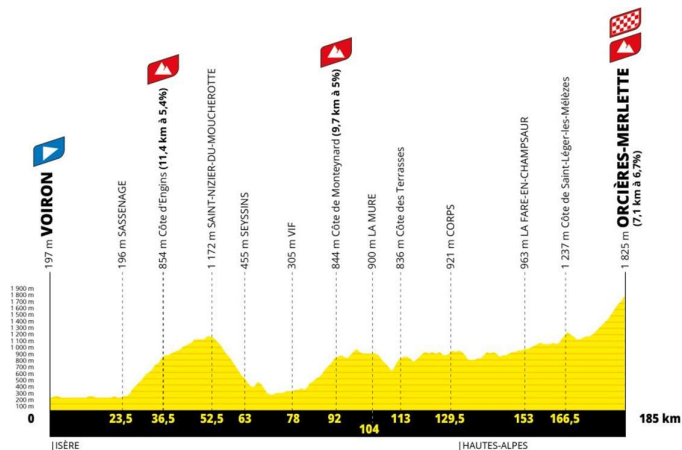 197 m VOIRON
196 m SASSENAGE
854 m Côte d'Engins (11,4 km à 5,4%)
1 172 m SAINT-NIZIER-DU-MOUCHEROTTE
455 m SEYSSINS
305 m VIF
844 m Côte de Monteynard (9,7 km à 5%)
900 m LA MURE
836 m Côte des Terrasses
921 m CORPS
963 m LA FARE-EN-CHAMPSAUR
1 237 m Côte de Saint-Léger-les-Mélèzes
1 825 m ORCIÈRES-MERLETTE
(7,1 km à 6,7%)
1 900 m
1 800 m
1 700 m
1 600 m
1 500 m
1 400 m
1 300 m
1 200 m
1 100 m
1 000 m
900 m
800 m
700 m
600 m
500 m
400 m
300 m
200 m
100 m
0 23,5 36,5 52,5 63 78 92 104 113 129,5 153 166,5 185 km
|ISÈRE |HAUTES-ALPES